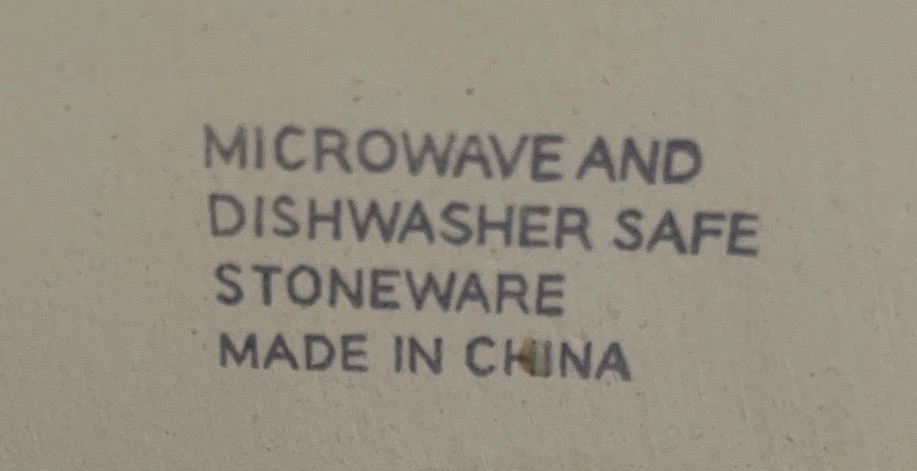 MICROWAVE AND
DISHWASHER SAFE
STONEWARE
MADE IN CHINA